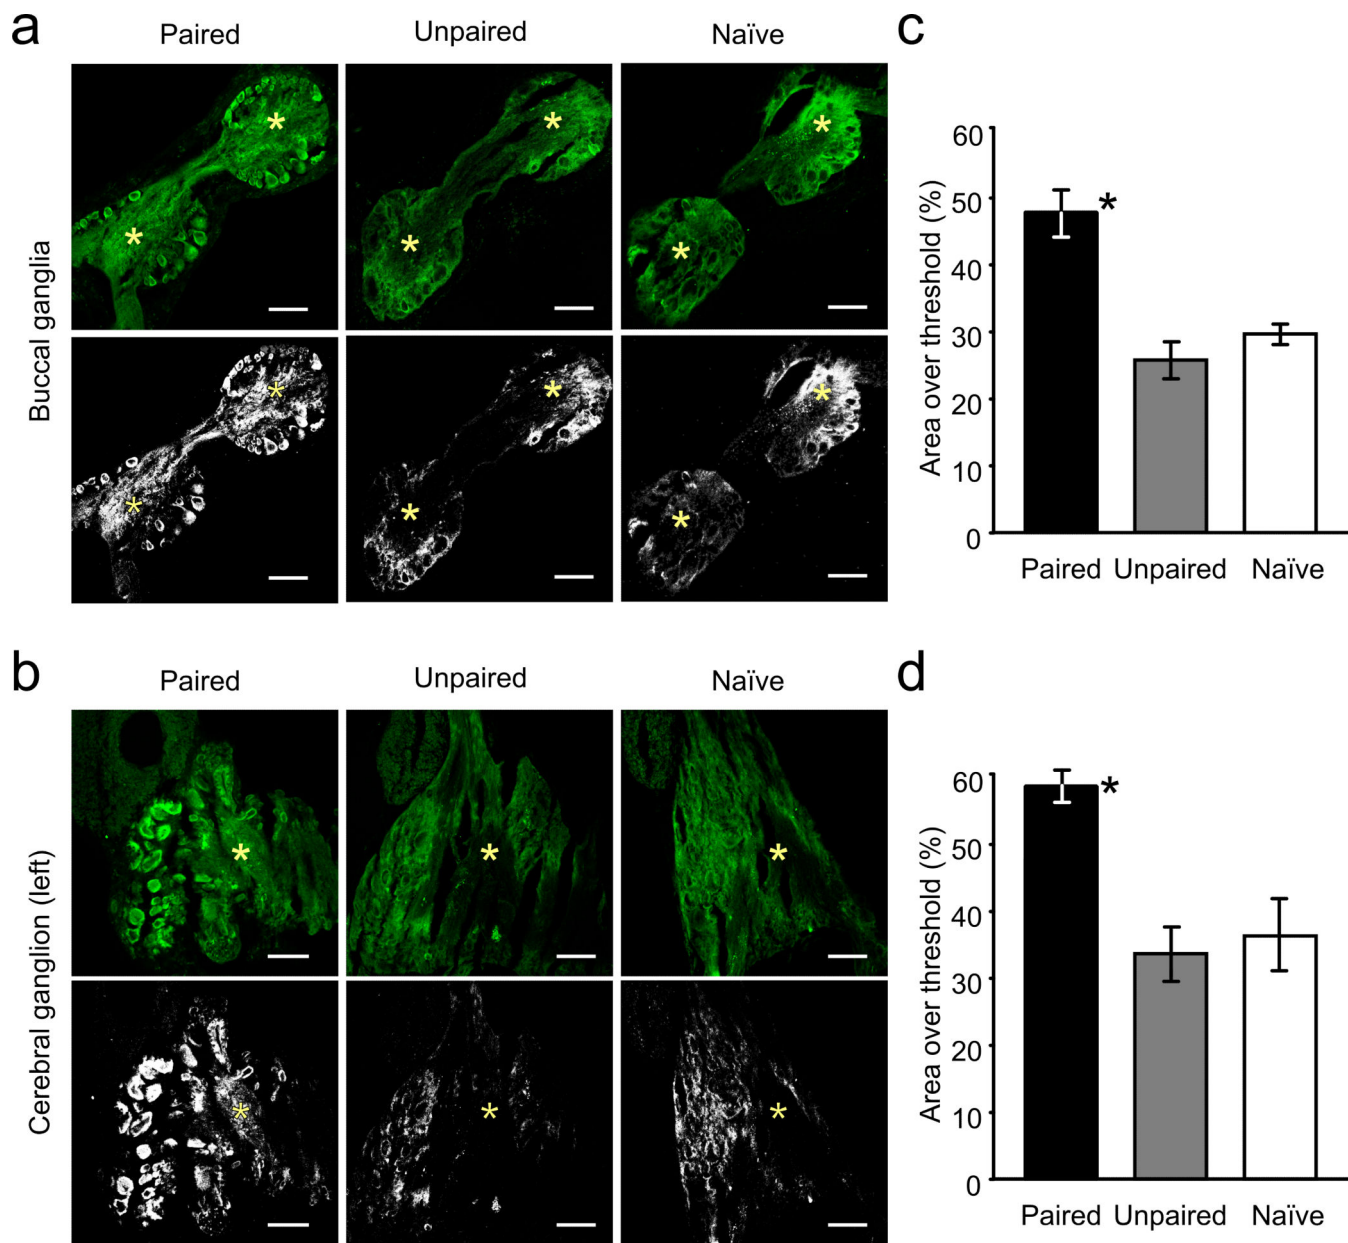 a
Paired
Unpaired
Naïve
Buccal ganglia
*
*
*
*
*
*
*
*
*
*
*
*
c
Area over threshold (%)
60
50
40
30
20
10
0
*
Paired
Unpaired
Naïve
b
Paired
Unpaired
Naïve
Cerebral ganglion (left)
*
*
*
*
*
*
d
Area over threshold (%)
60
50
40
30
20
10
0
*
Paired
Unpaired
Naïve